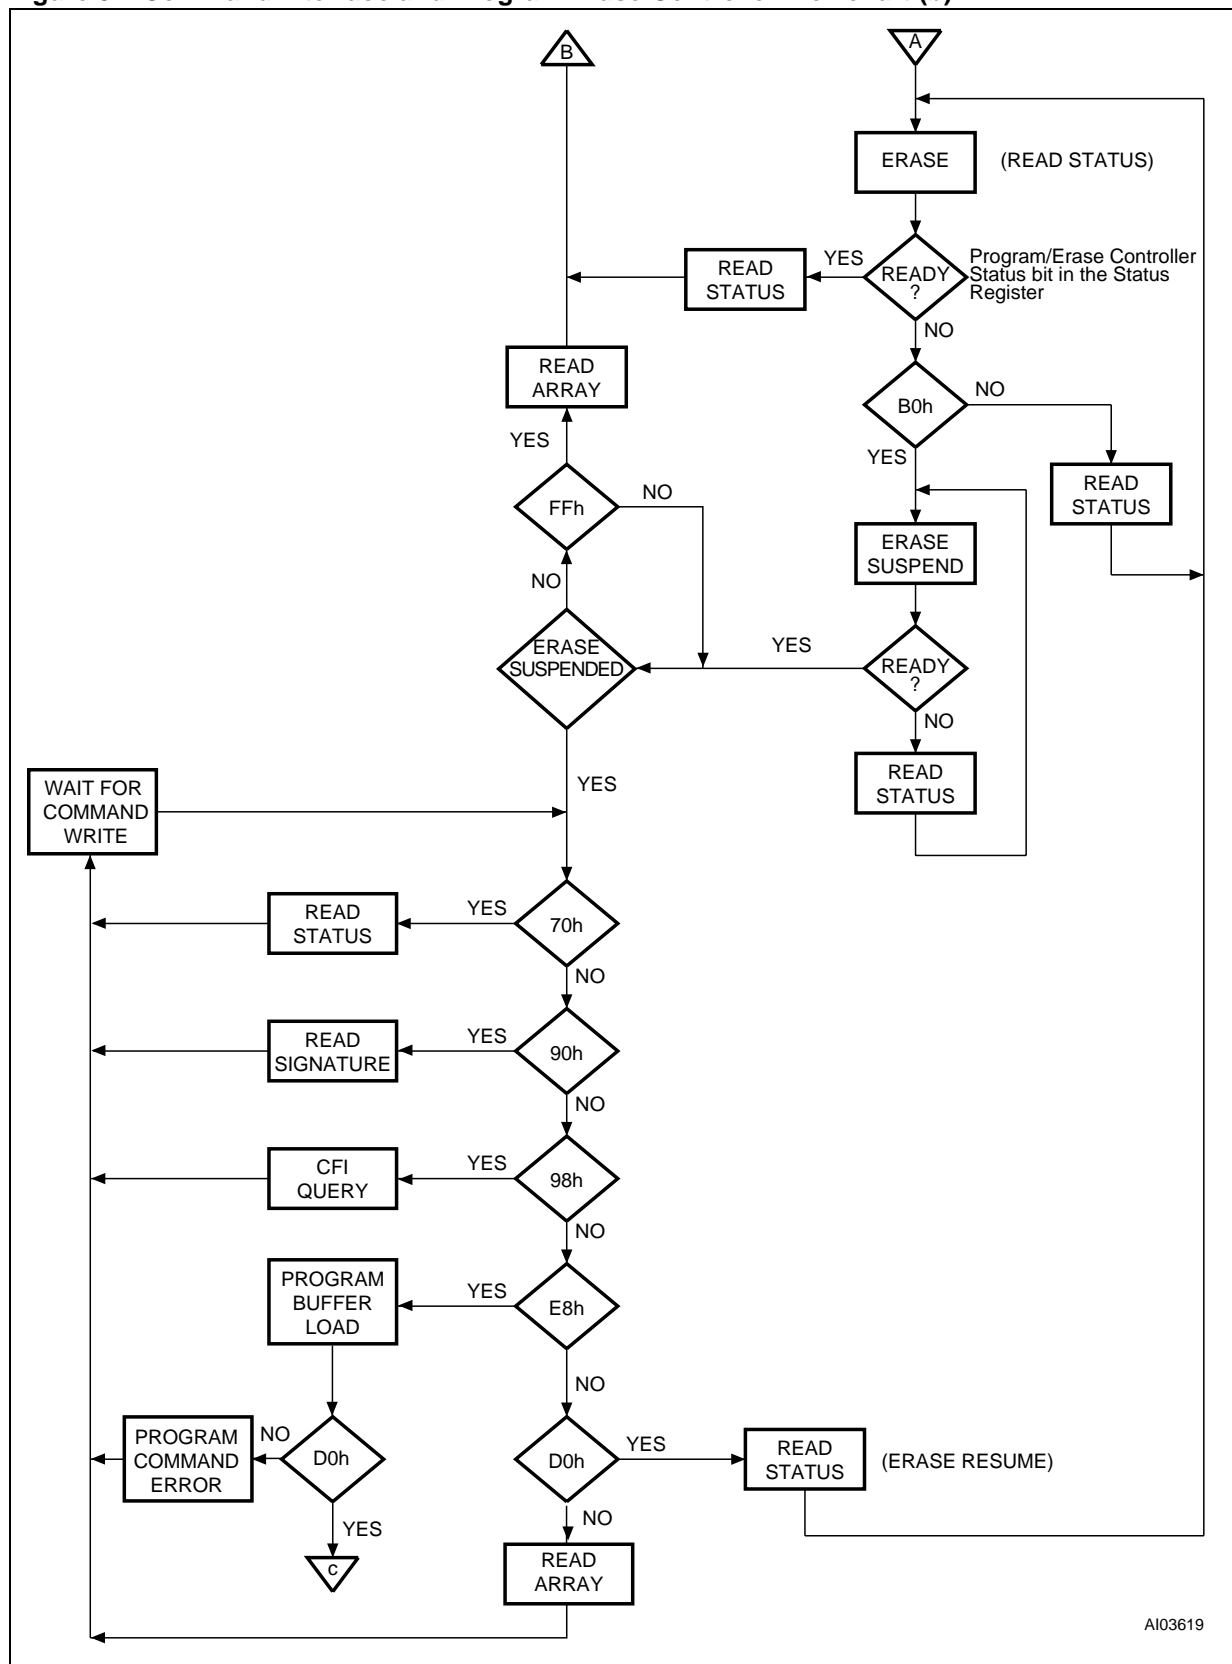 B
A
ERASE
(READ STATUS)
READ
STATUS
YES
READY
?
Program/Erase Controller
Status bit in the Status
Register
NO
READ
ARRAY
B0h
NO
YES
YES
READ
STATUS
FFh
NO
ERASE
SUSPEND
NO
ERASE
SUSPENDED
YES
READY
?
NO
READ
STATUS
YES
WAIT FOR
COMMAND
WRITE
READ
STATUS
YES
70h
NO
READ
SIGNATURE
YES
90h
NO
CFI
QUERY
YES
98h
NO
PROGRAM
BUFFER
LOAD
YES
E8h
NO
PROGRAM
COMMAND
ERROR
NO
D0h
YES
c
D0h
YES
READ
STATUS
(ERASE RESUME)
NO
READ
ARRAY
AI03619